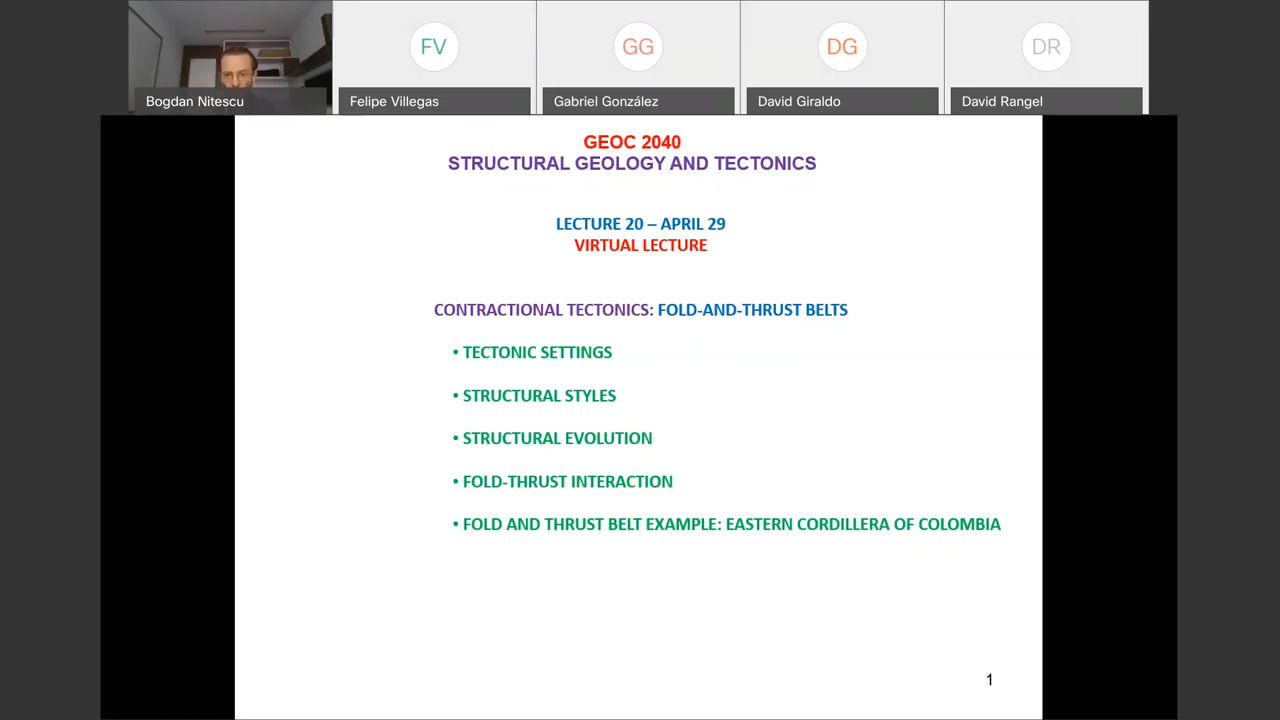 FV
GG
DG
DR
Bogdan Nitescu
Felipe Villegas
Gabriel González
David Giraldo
David Rangel
GEOC 2040
STRUCTURAL GEOLOGY AND TECTONICS
LECTURE 20 – APRIL 29
VIRTUAL LECTURE
CONTRACTIONAL TECTONICS: FOLD-AND-THRUST BELTS
• TECTONIC SETTINGS
• STRUCTURAL STYLES
• STRUCTURAL EVOLUTION
• FOLD-THRUST INTERACTION
• FOLD AND THRUST BELT EXAMPLE: EASTERN CORDILLERA OF COLOMBIA
1